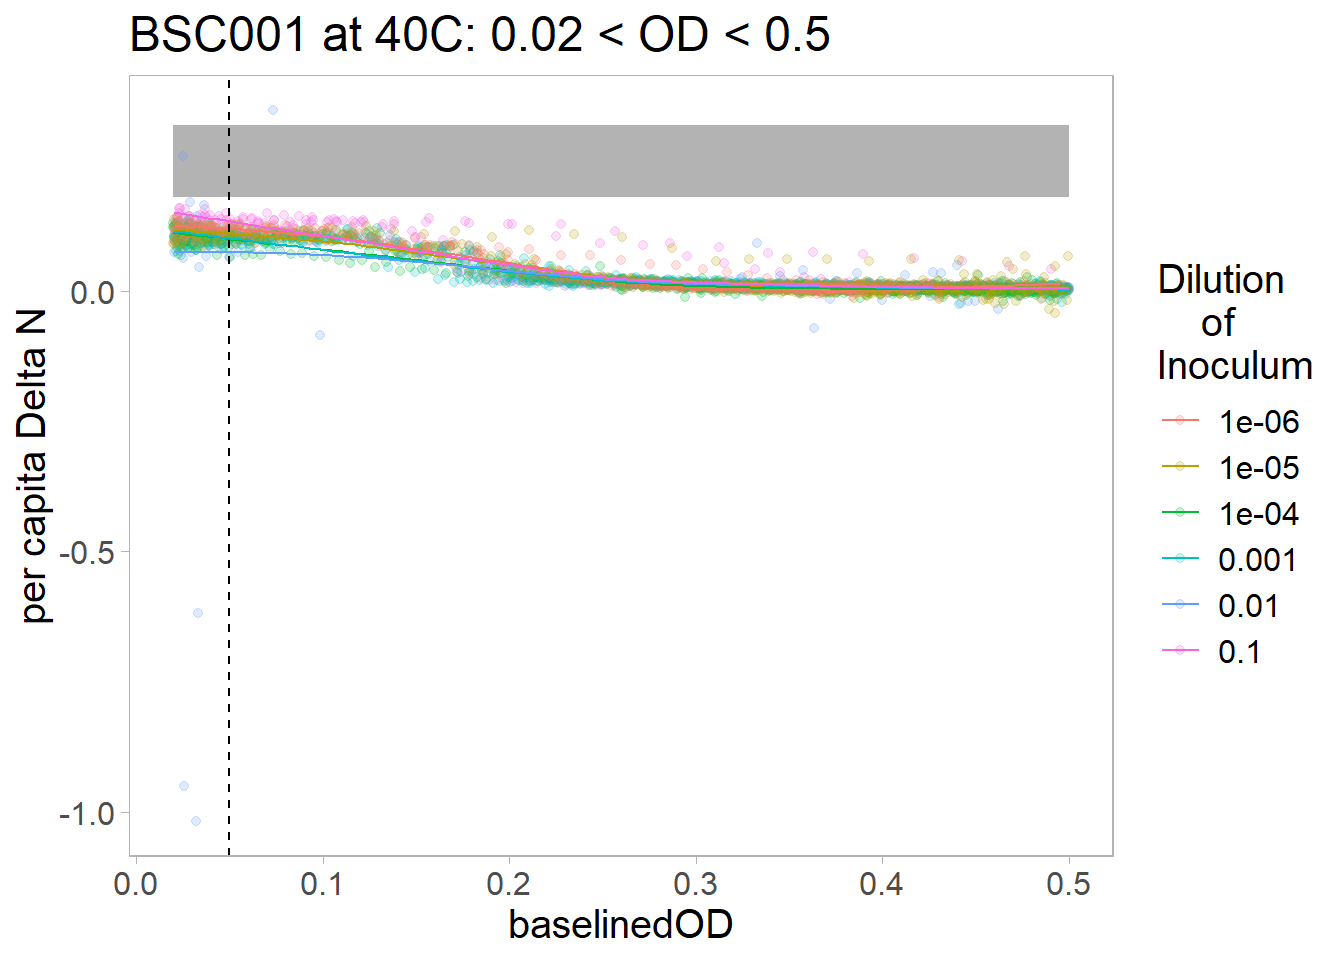 BSC001 at 40C: 0.02 < OD < 0.5
per capita Delta N
0.0
-0.5
-1.0
0.0 0.1 0.2 0.3 0.4 0.5
baselinedOD
Dilution
of
Inoculum
1e-06
1e-05
1e-04
0.001
0.01
0.1